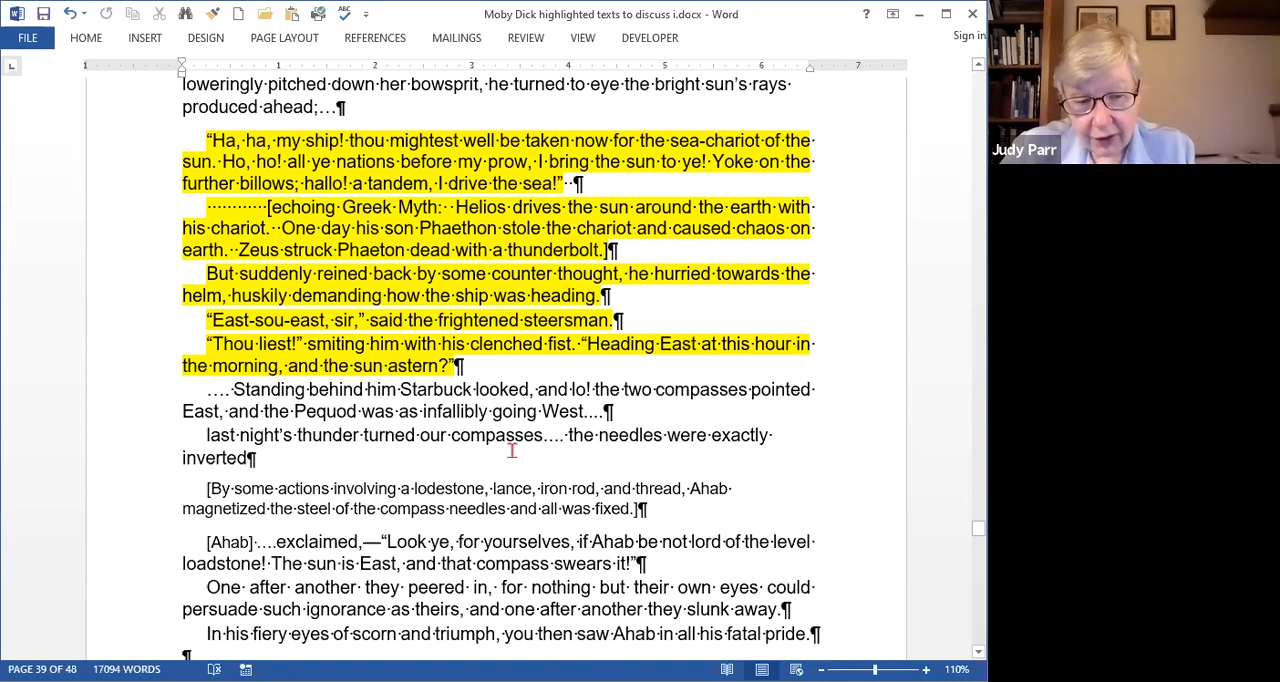 Moby Dick highlighted texts to discuss i.docx - Word
FILE HOME INSERT DESIGN PAGE LAYOUT REFERENCES MAILINGS REVIEW VIEW DEVELOPER Sign in
1 1 2 3 4 5 6 7
loweringly pitched down her bowsprit, he turned to eye the bright sun's rays
produced ahead;…¶
“Ha, ha, my ship! thou mightest well be taken now for the sea-chariot of the
sun. Ho, ho! all ye nations before my prow, I bring the sun to ye! Yoke on the
further billows; hallo! a tandem, I drive the sea!” ¶
[echoing Greek Myth: Helios drives the sun around the earth with
his chariot. One day his son Phaethon stole the chariot and caused chaos on
earth. Zeus struck Phaeton dead with a thunderbolt.]¶
But suddenly reined back by some counter thought, he hurried towards the
helm, huskily demanding how the ship was heading.¶
“East-sou-east, sir,” said the frightened steersman.¶
“Thou liest!” smiting him with his clenched fist. “Heading East at this hour in
the morning, and the sun astern?”¶
…. Standing behind him Starbuck looked, and lo! the two compasses pointed
East, and the Pequod was as infallibly going West....¶
last night's thunder turned our compasses…. the needles were exactly
inverted¶
[By some actions involving a lodestone, lance, iron rod, and thread, Ahab
magnetized the steel of the compass needles and all was fixed.]¶
[Ahab] ….exclaimed,—“Look ye, for yourselves, if Ahab be not lord of the level
loadstone! The sun is East, and that compass swears it!”¶
One after another they peered in, for nothing but their own eyes could
persuade such ignorance as theirs, and one after another they slunk away.¶
In his fiery eyes of scorn and triumph, you then saw Ahab in all his fatal pride.¶
¶
PAGE 39 OF 48 17094 WORDS 110%
Judy Parr